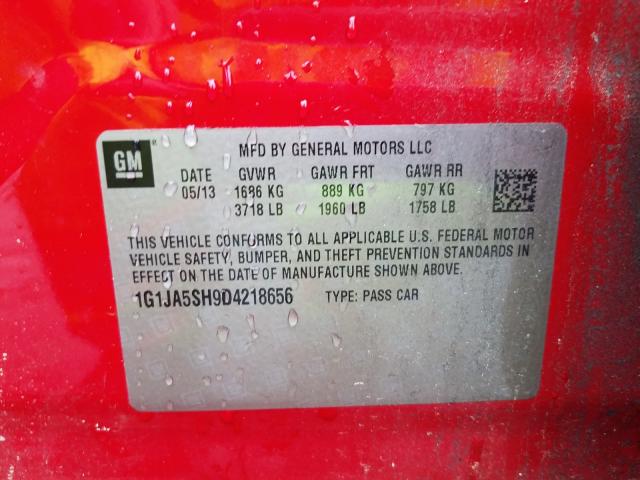 GM
MFD BY GENERAL MOTORS LLC
DATE GVWR GAWR FRT GAWR RR
05/13 1686 KG 889 KG 797 KG
3718 LB 1960 LB 1758 LB
THIS VEHICLE CONFORMS TO ALL APPLICABLE U.S. FEDERAL MOTOR
VEHICLE SAFETY, BUMPER, AND THEFT PREVENTION STANDARDS IN
EFFECT ON THE DATE OF MANUFACTURE SHOWN ABOVE.
1G1JA5SH9D4218656 TYPE: PASS CAR